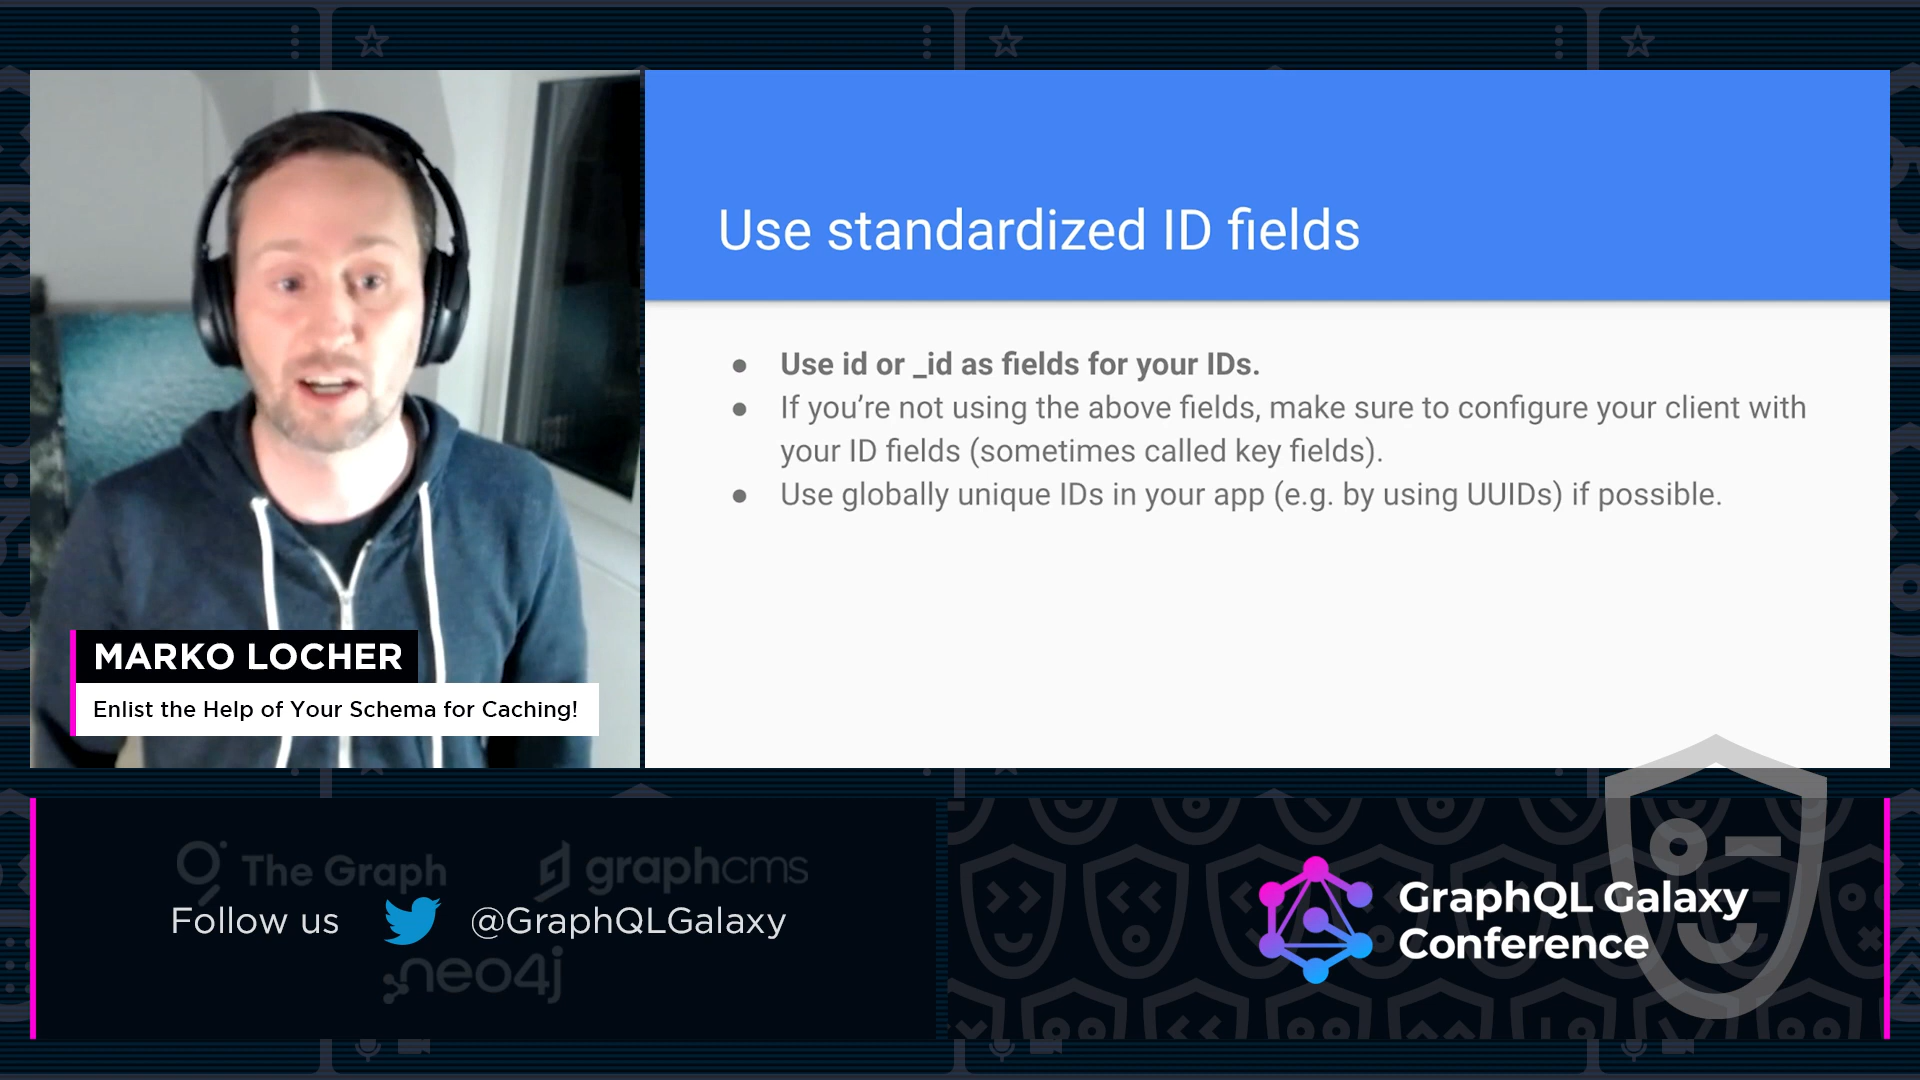 Use standardized ID fields
● Use id or _id as fields for your IDs.
● If you’re not using the above fields, make sure to configure your client with
your ID fields (sometimes called key fields).
● Use globally unique IDs in your app (e.g. by using UUIDs) if possible.
MARKO LOCHER
Enlist the Help of Your Schema for Caching!
The Graph
graphcms
Follow us @GraphQLGalaxy
neo4j
GraphQL Galaxy
Conference